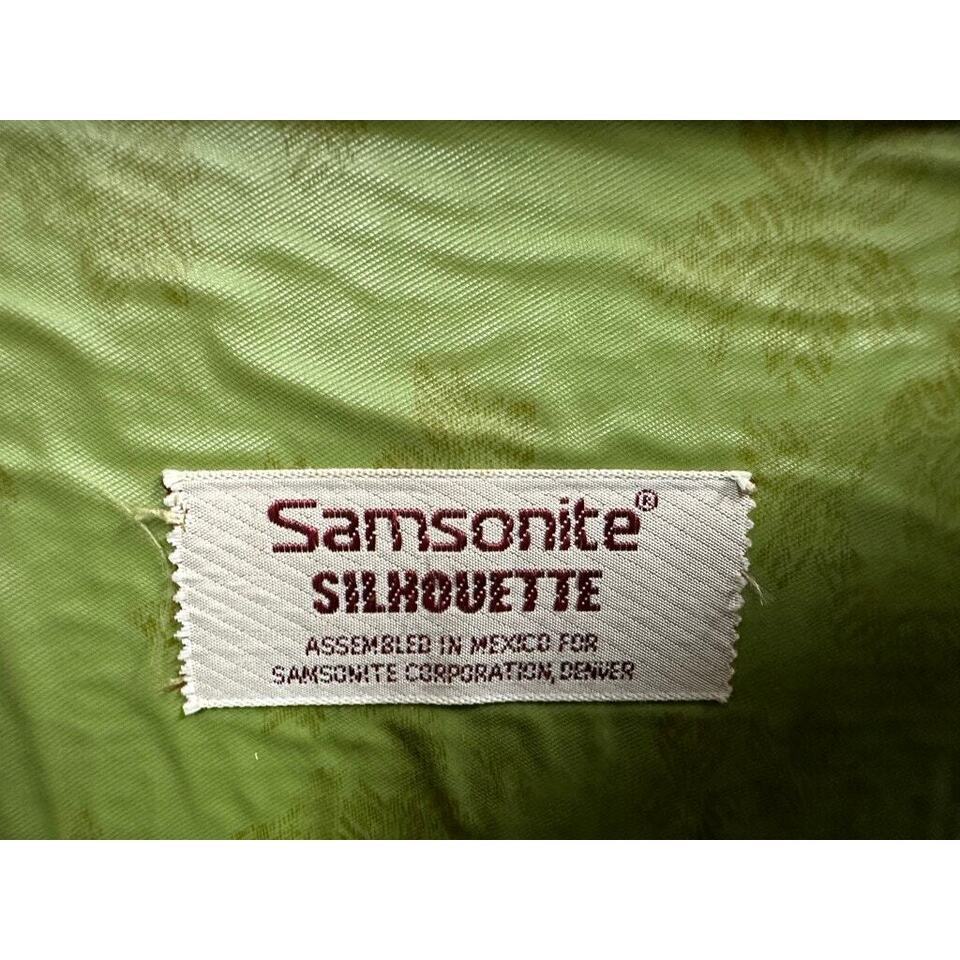 Samsonite®
SILHOUETTE
ASSEMBLED IN MEXICO FOR
SAMSONITE CORPORATION, DENVER